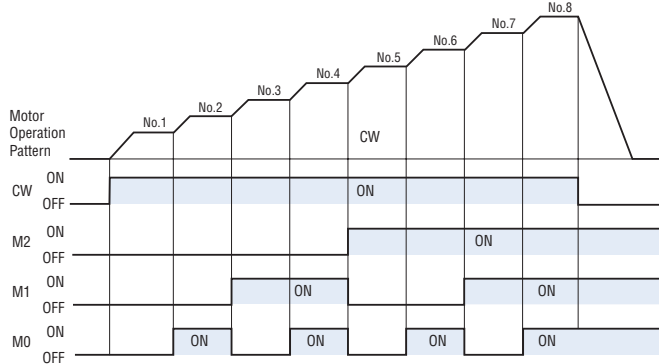 No.8
No.7
No.6
No.5
No.4
No.3
No.2
No.1
Motor
Operation
Pattern
CW
CW ON OFF ON
M2 ON OFF ON
M1 ON OFF ON ON
M0 ON OFF ON ON ON ON